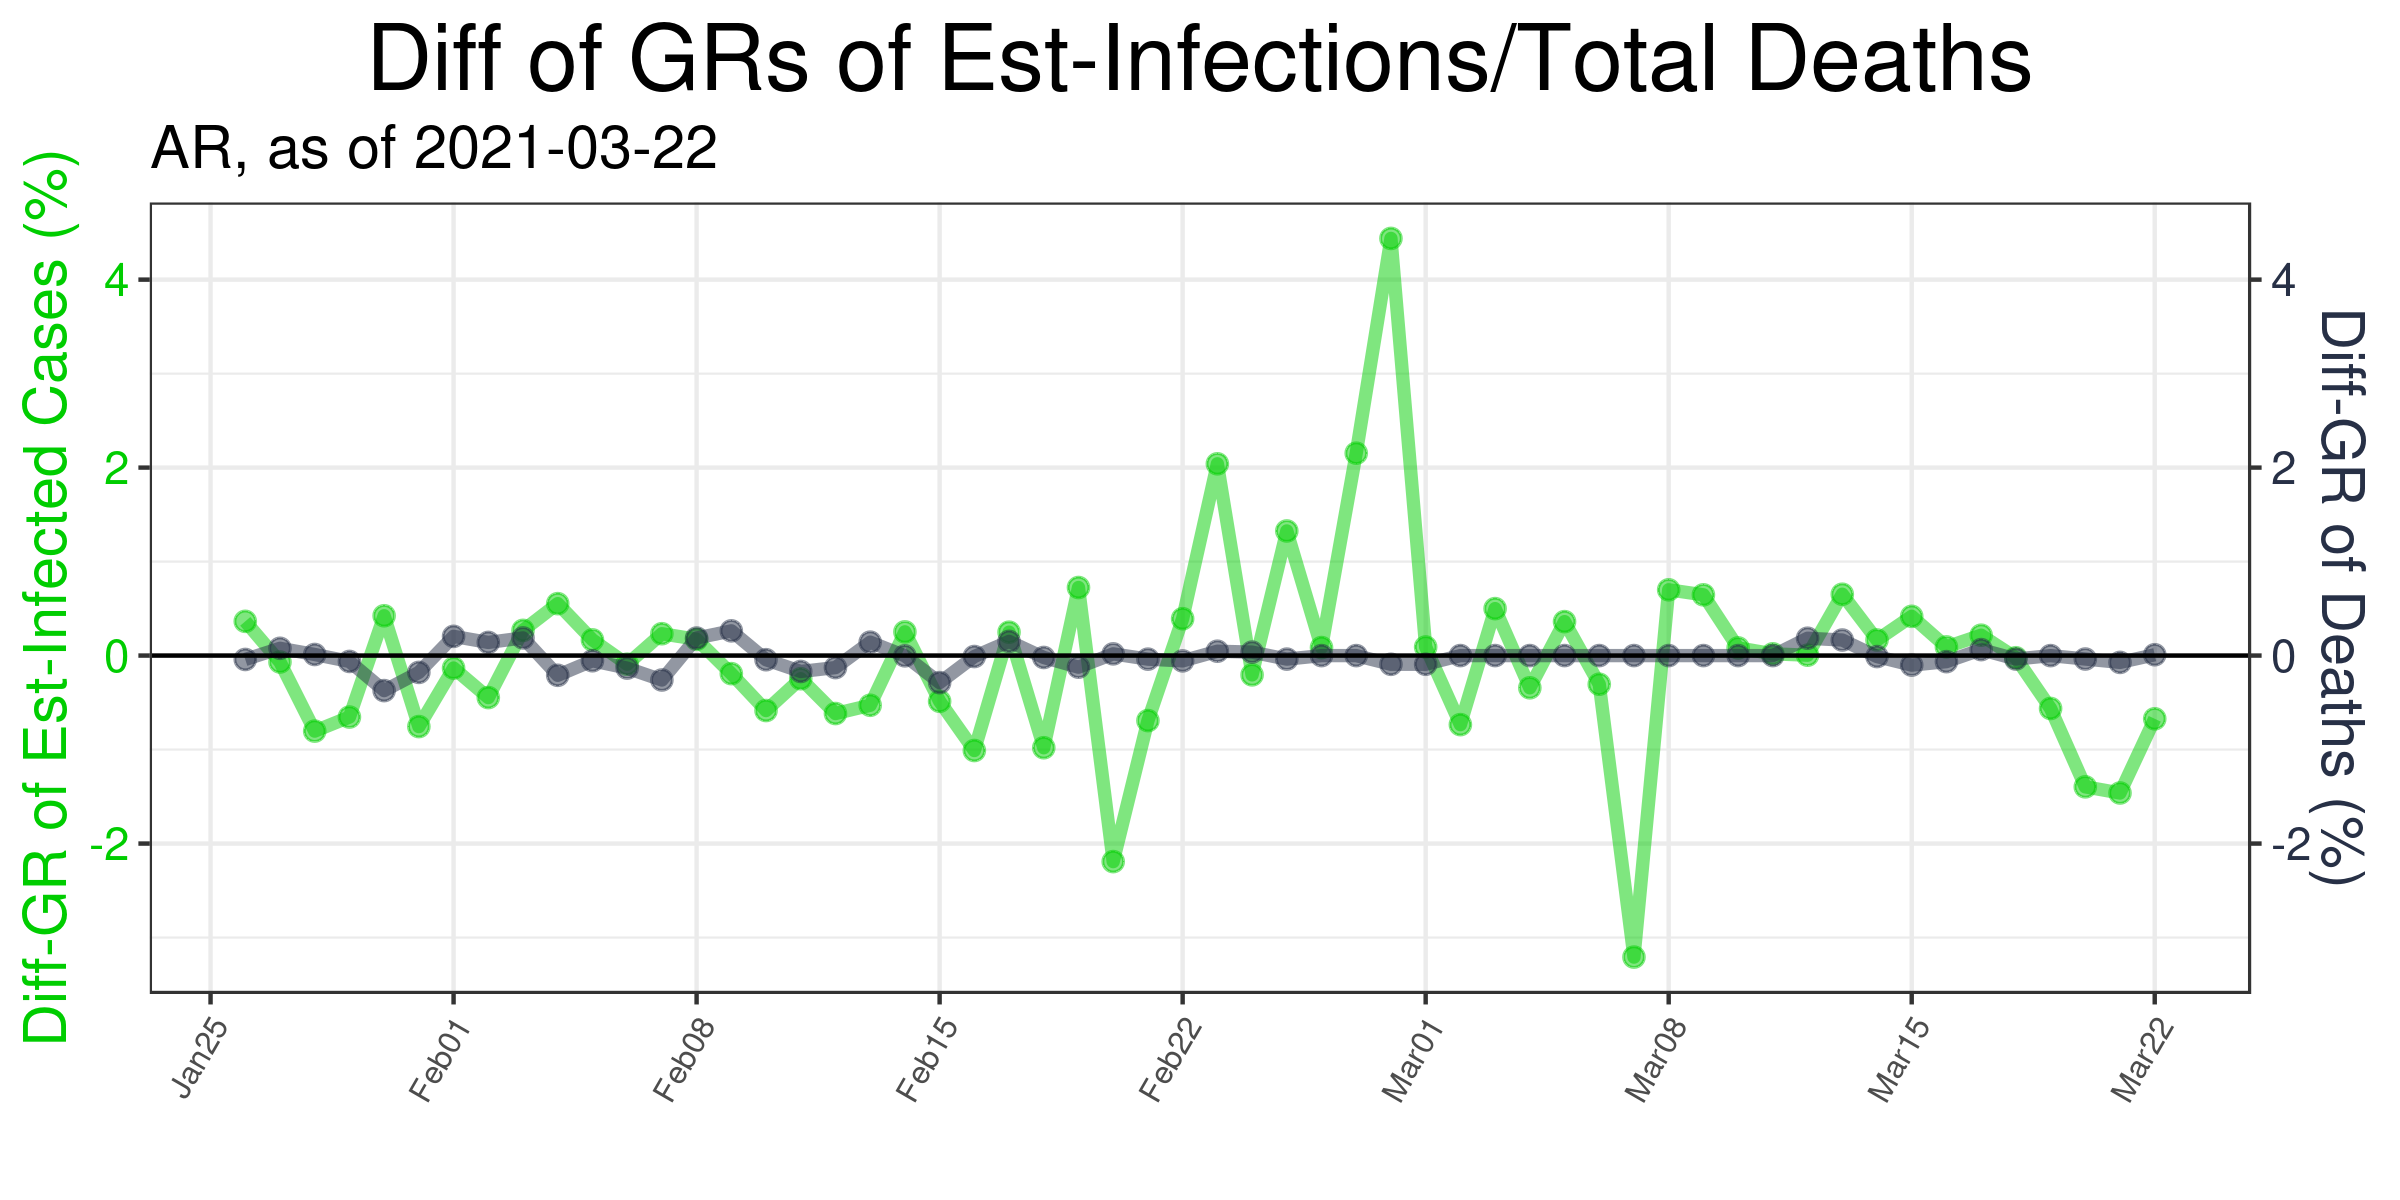 Diff of GRs of Est-Infections/Total Deaths
AR, as of 2021-03-22
Diff-GR of Est-Infected Cases (%)
4
2
0
-2
4
2
0
-2
Diff-GR of Deaths (%)
Jan25
Feb01
Feb08
Feb15
Feb22
Mar01
Mar08
Mar15
Mar22